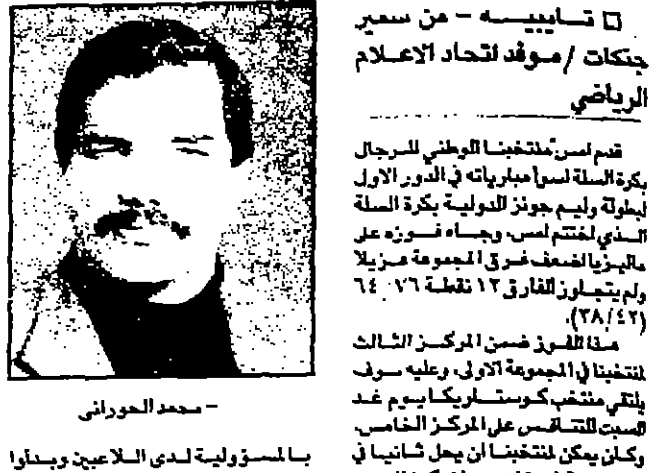 □ تايبيه - من سمير
جنكات / موفد اتحاد الاعلام
الرياضي
قدم امس منتخبنا الوطني للرجال
بكرة السلة اسوأ مبارياته في الدور الاول
لبطولة وليم جونز الدولية بكرة السلة
الذي اختتم امس، وجاء فوزه على
ماليزيا اضعف فرق المجموعة هزيلا
ولم يتجاوز الفارق ١٢ نقطة ٧٦ ٦٤
(٣٨/٤٢).
هذا الفوز ضمن المركز الثالث
لمنتخبنا في المجموعة الاولى، وعليه سوف
يلتقي منتخب كوستاريكا يوم غد
السبت للتنافس على المركز الخامس.
وكان يمكن لمنتخبنا ان يحل ثانيا في
- محمد الحوراني
بالمسؤولية لدى اللاعبين وبداوا